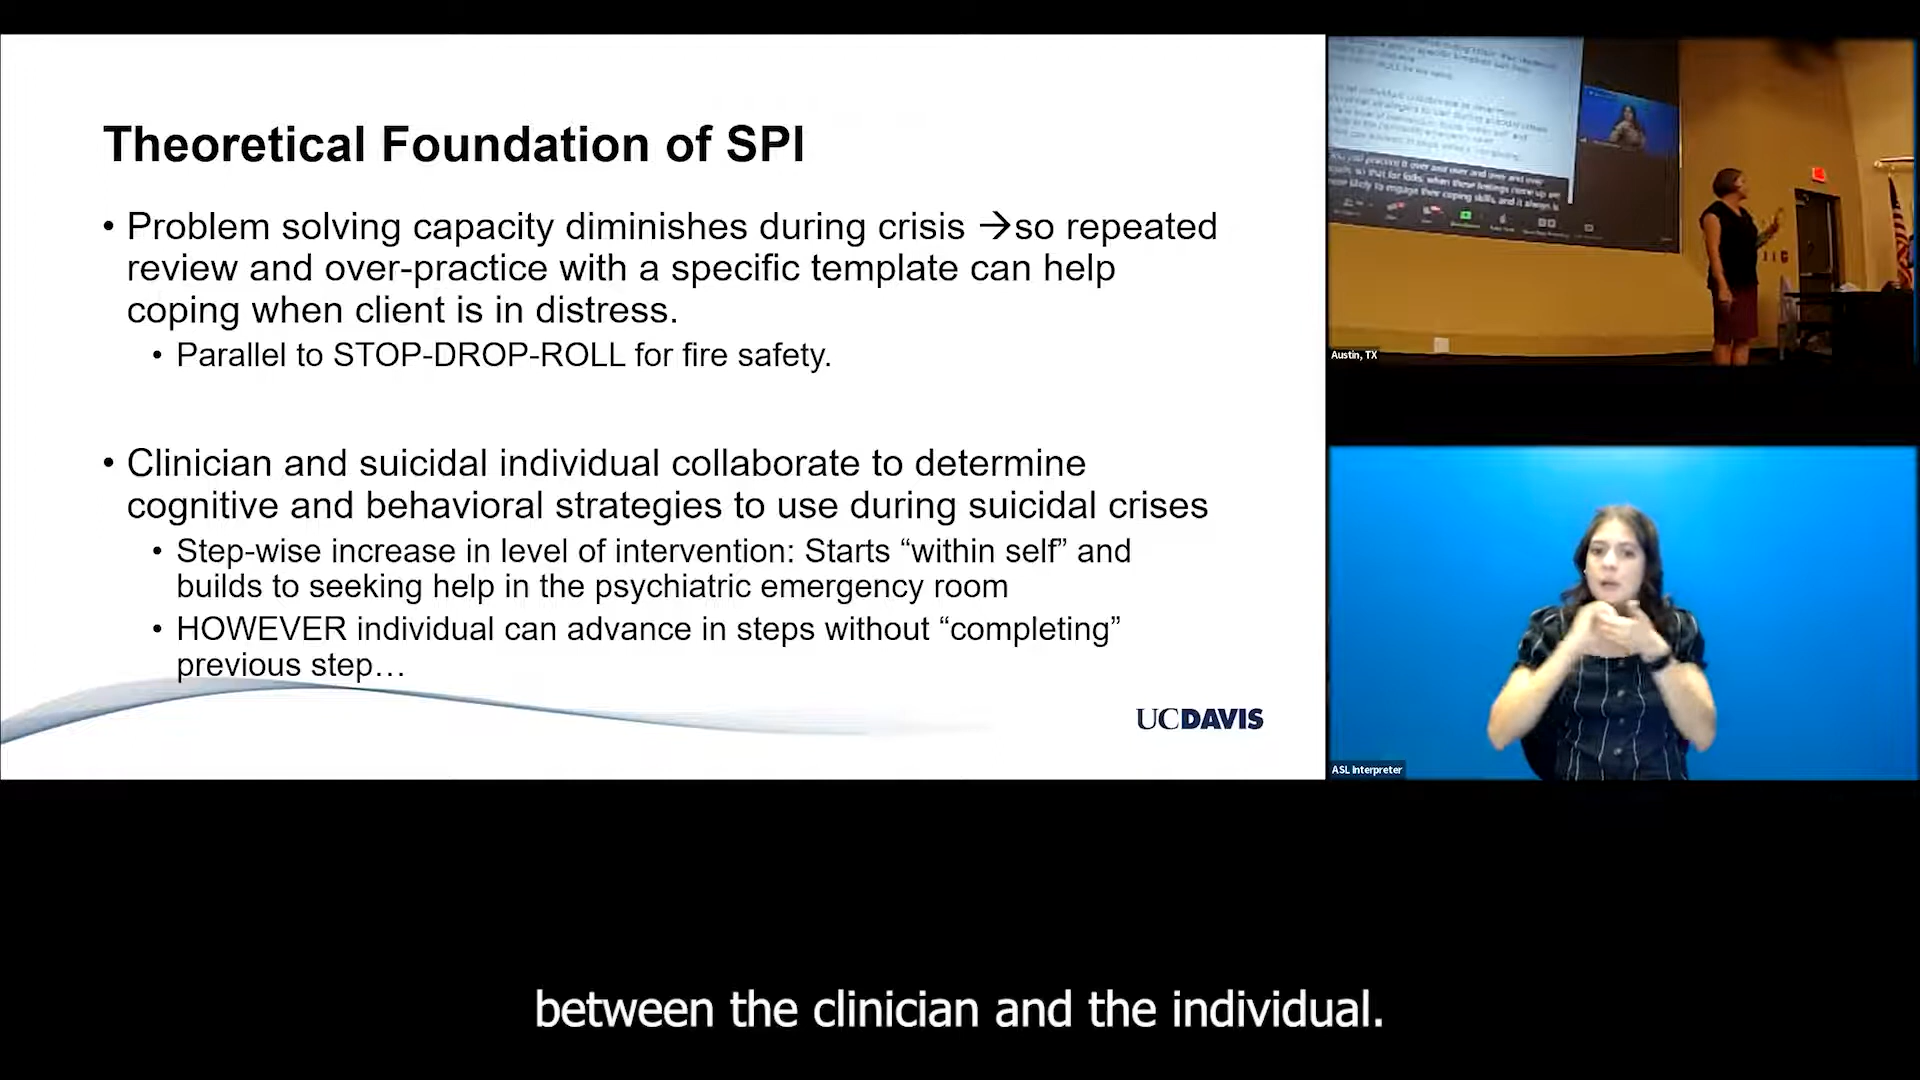 Theoretical Foundation of SPI
• Problem solving capacity diminishes during crisis →so repeated
review and over-practice with a specific template can help
coping when client is in distress.
• Parallel to STOP-DROP-ROLL for fire safety.
• Clinician and suicidal individual collaborate to determine
cognitive and behavioral strategies to use during suicidal crises
• Step-wise increase in level of intervention: Starts “within self” and
builds to seeking help in the psychiatric emergency room
• HOWEVER individual can advance in steps without “completing”
previous step…
UCDAVIS
Austin, TX
ASL Interpreter
between the clinician and the individual.